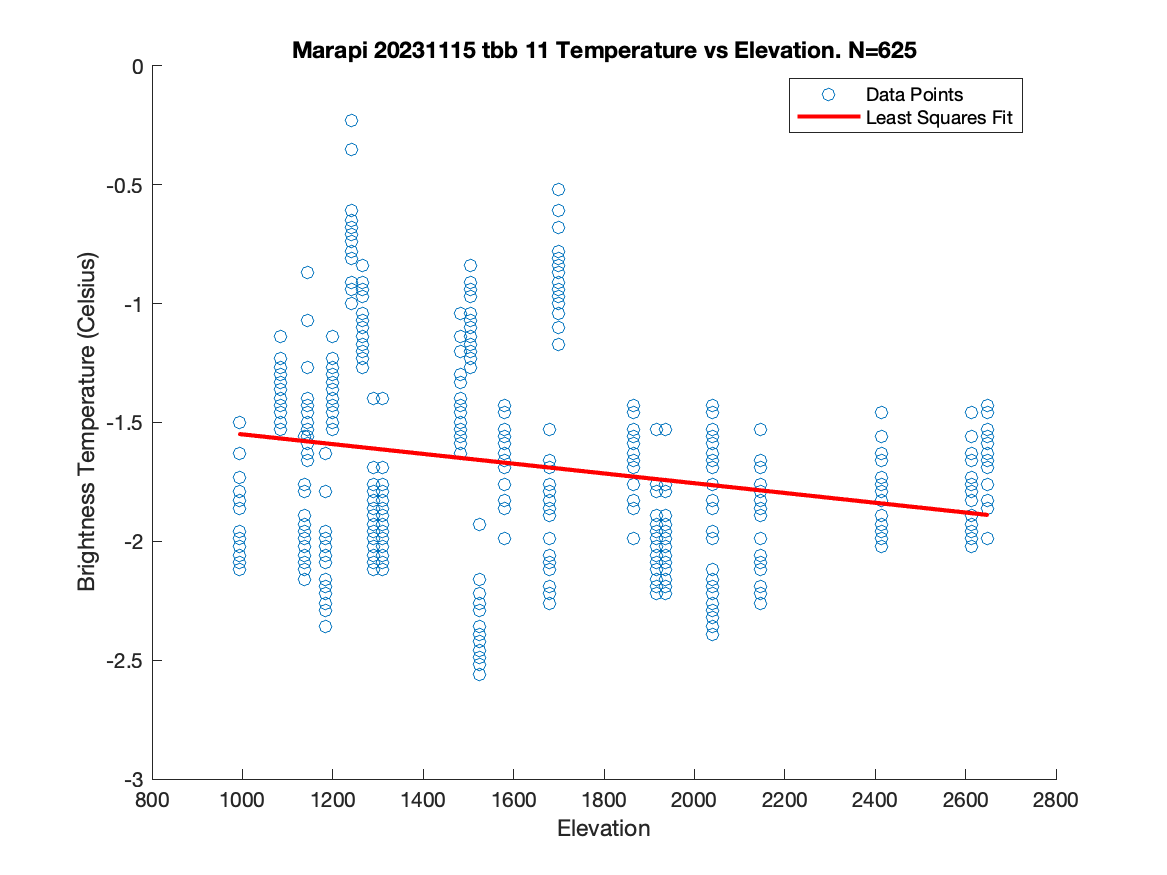 Marapi 20231115 tbb 11 Temperature vs Elevation. N=625
Data Points
Least Squares Fit
Brightness Temperature (Celsius)
0
-0.5
-1
-1.5
-2
-2.5
-3
800 1000 1200 1400 1600 1800 2000 2200 2400 2600 2800
Elevation